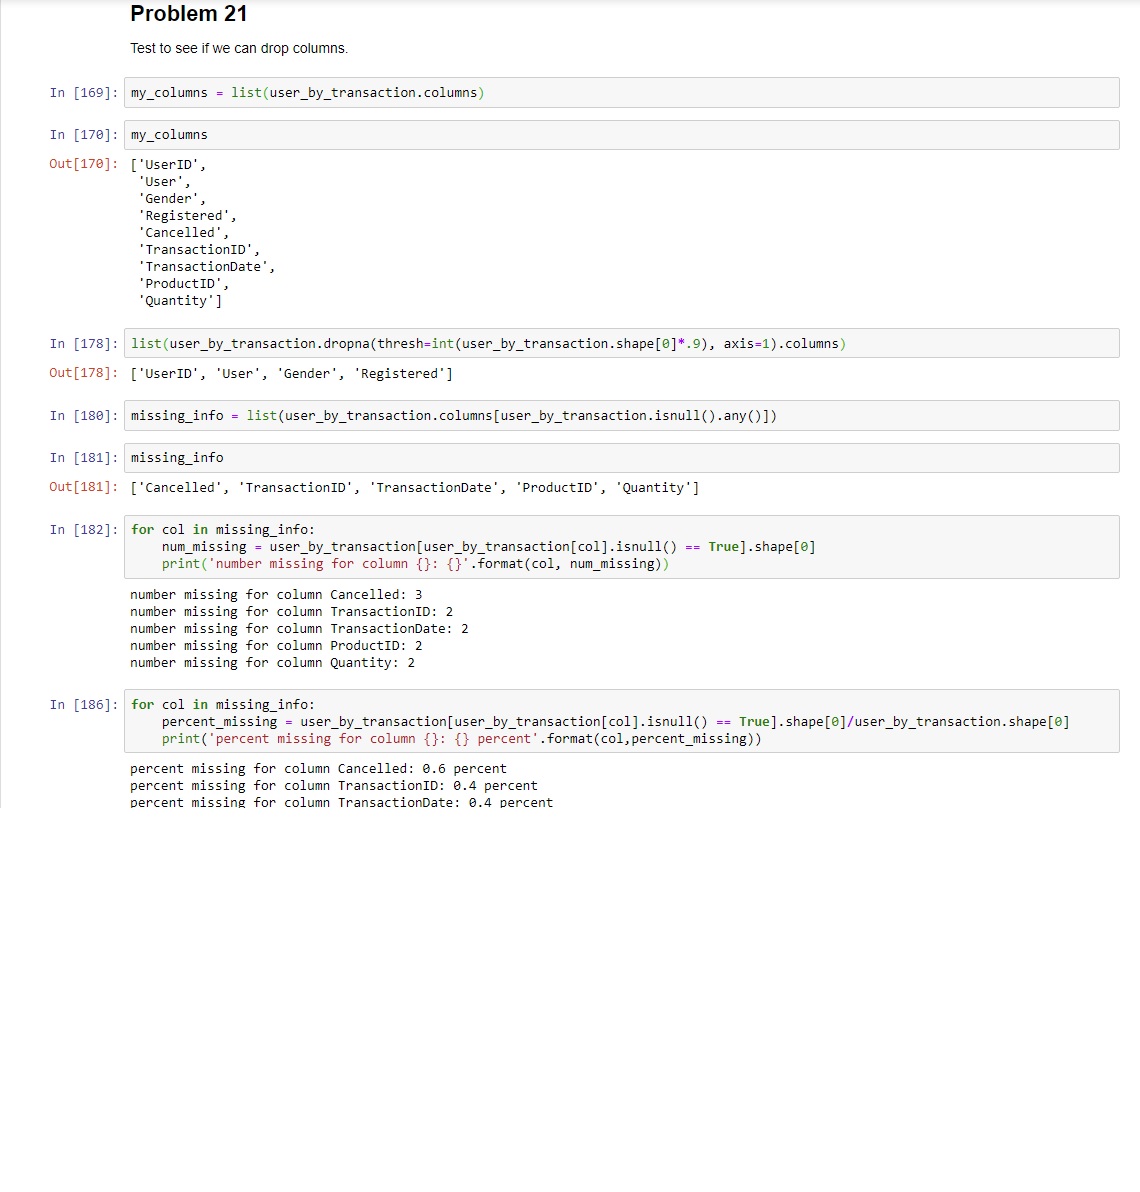 Problem 21
Test to see if we can drop columns.
In [169]: my_columns = list(user_by_transaction.columns)
In [170]: my_columns
Out[170]: ['UserID',
'User',
'Gender',
'Registered',
'Cancelled',
'TransactionID',
'TransactionDate',
'ProductID',
'Quantity']
In [178]: list(user_by_transaction.dropna(thresh=int(user_by_transaction.shape[0]*.9), axis=1).columns)
Out[178]: ['UserID', 'User', 'Gender', 'Registered']
In [180]: missing_info = list(user_by_transaction.columns[user_by_transaction.isnull().any()])
In [181]: missing_info
Out[181]: ['Cancelled', 'TransactionID', 'TransactionDate', 'ProductID', 'Quantity']
In [182]: for col in missing_info:
num_missing = user_by_transaction[user_by_transaction[col].isnull() == True].shape[0]
print('number missing for column {}: {}'.format(col, num_missing))
number missing for column Cancelled: 3
number missing for column TransactionID: 2
number missing for column TransactionDate: 2
number missing for column ProductID: 2
number missing for column Quantity: 2
In [186]: for col in missing_info:
percent_missing = user_by_transaction[user_by_transaction[col].isnull() == True].shape[0]/user_by_transaction.shape[0]
print('percent missing for column {}: {} percent'.format(col,percent_missing))
percent missing for column Cancelled: 0.6 percent
percent missing for column TransactionID: 0.4 percent
percent missing for column TransactionDate: 0.4 percent